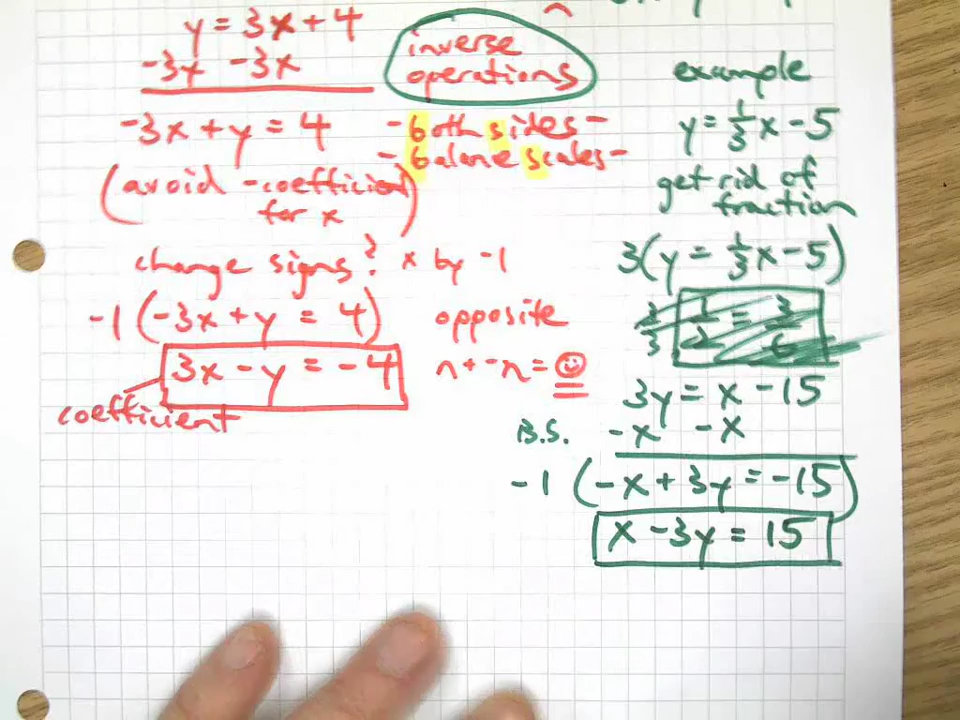 y = 3x + 4
-3x -3x
-3x + y = 4
(avoid -coefficient
for x)
change signs? × by -1
-1 (-3x + y = 4)
3x - y = -4
coefficient
inverse
operations
-both sides-
-balance scales-
opposite
n + -n = ☺
example
y = 1/3 x - 5
get rid of
fraction
3(y = 1/3 x - 5)
3y = x - 15
B.S. -x -x
-1 (-x + 3y = -15)
x - 3y = 15